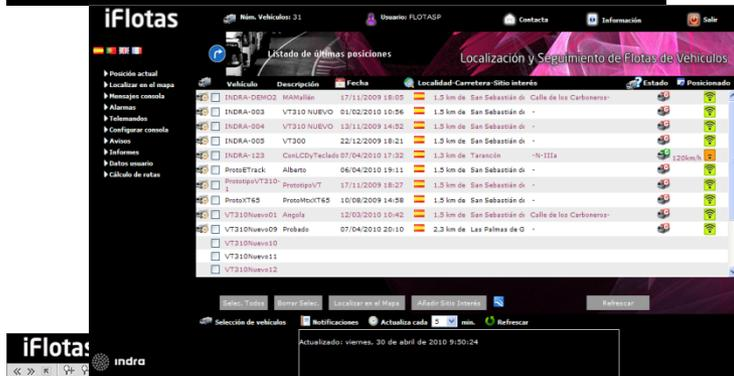 iFlotas
Núm. Vehículos: 31
Usuario: FLOTASP
Contacta
Información
Salir
Listado de últimas posiciones
Localización y Seguimiento de Flotas de Vehículos
Posición actual
Localizar en el mapa
Mensajes consola
Alarmas
Telemandos
Configurar consola
Avisos
Informes
Datos usuario
Cálculo de rutas
Vehículo Descripción Fecha Localidad-Carretera-Sitio interés Estado Posicionado
INDRA-DEMO2 MAMallén 17/11/2009 18:05 1.5 km de San Sebastián de Calle de los Carboneros-
INDRA-003 VT310 NUEVO 01/02/2010 10:56 1.5 km de San Sebastián de -
INDRA-004 VT310 NUEVO 13/11/2009 14:52 1.5 km de San Sebastián de -
INDRA-005 VT300 22/12/2009 18:21 1.5 km de San Sebastián de -
INDRA-123 ConLCDyTeclado 07/04/2010 17:32 1.3 km de Tarancón -N-IIIa 120km/h
ProtoETrack Alberto 06/04/2010 19:11 1.5 km de San Sebastián de -
PrototipoVT310-1 PrototipoVT 17/11/2009 18:27 1.5 km de San Sebastián de -
ProtoXT65 ProtoMtxXT65 10/08/2009 14:58 1.5 km de San Sebastián de -
VT310Nuevo01 Angola 12/03/2010 10:42 1.5 km de San Sebastián de Calle de los Carboneros-
VT310Nuevo09 Probado 07/04/2010 20:10 2.3 km de Las Palmas de G -
VT310Nuevo10
VT310Nuevo11
VT310Nuevo12
Selec. Todos
Borrar Selec.
Localizar en el Mapa
Añadir Sitio Interés
Refrescar
Selección de vehículos
Notificaciones
Actualiza cada 5 min.
Refrescar
Actualizado: viernes, 30 de abril de 2010 9:50:24
iFlotas
indra